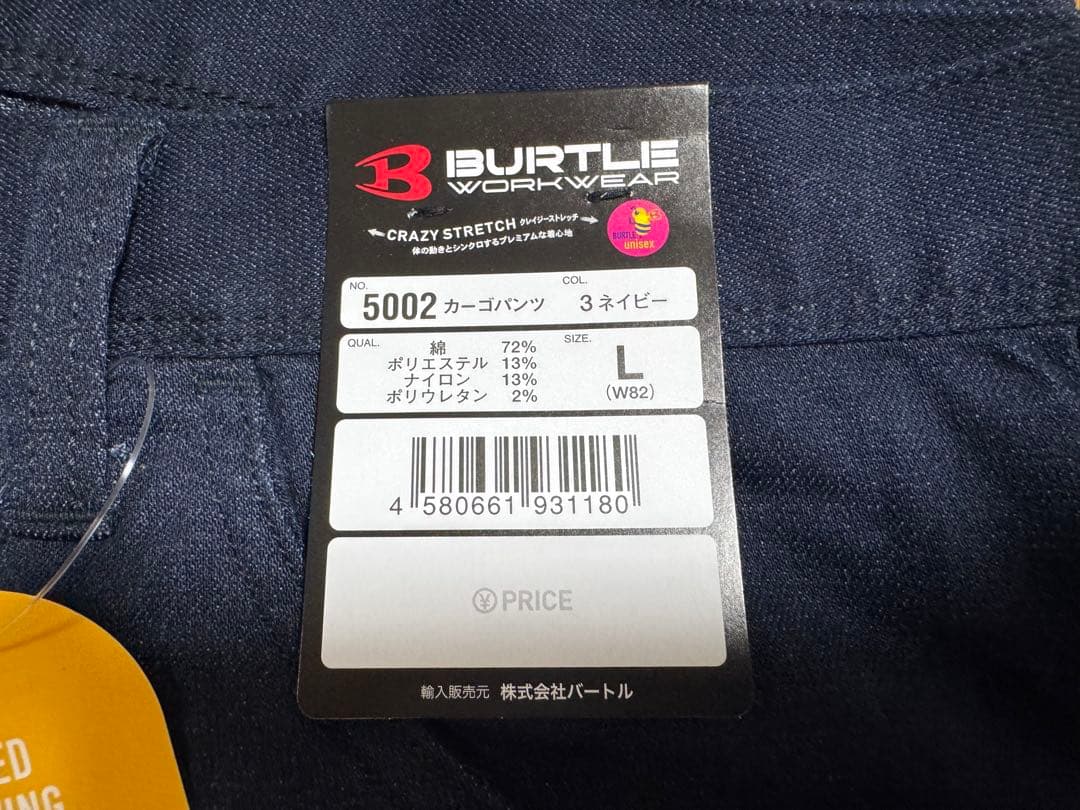 BURTLE
WORKWEAR
CRAZY STRETCH クレイジーストレッチ
体の動きとシンクロするプレミアムな着心地
BURTLE
unisex
NO.
5002 カーゴパンツ
COL.
3 ネイビー
QUAL.
綿 72%
ポリエステル 13%
ナイロン 13%
ポリウレタン 2%
SIZE.
L
(W82)
4 580661 931180
¥ PRICE
輸入販売元 株式会社バートル